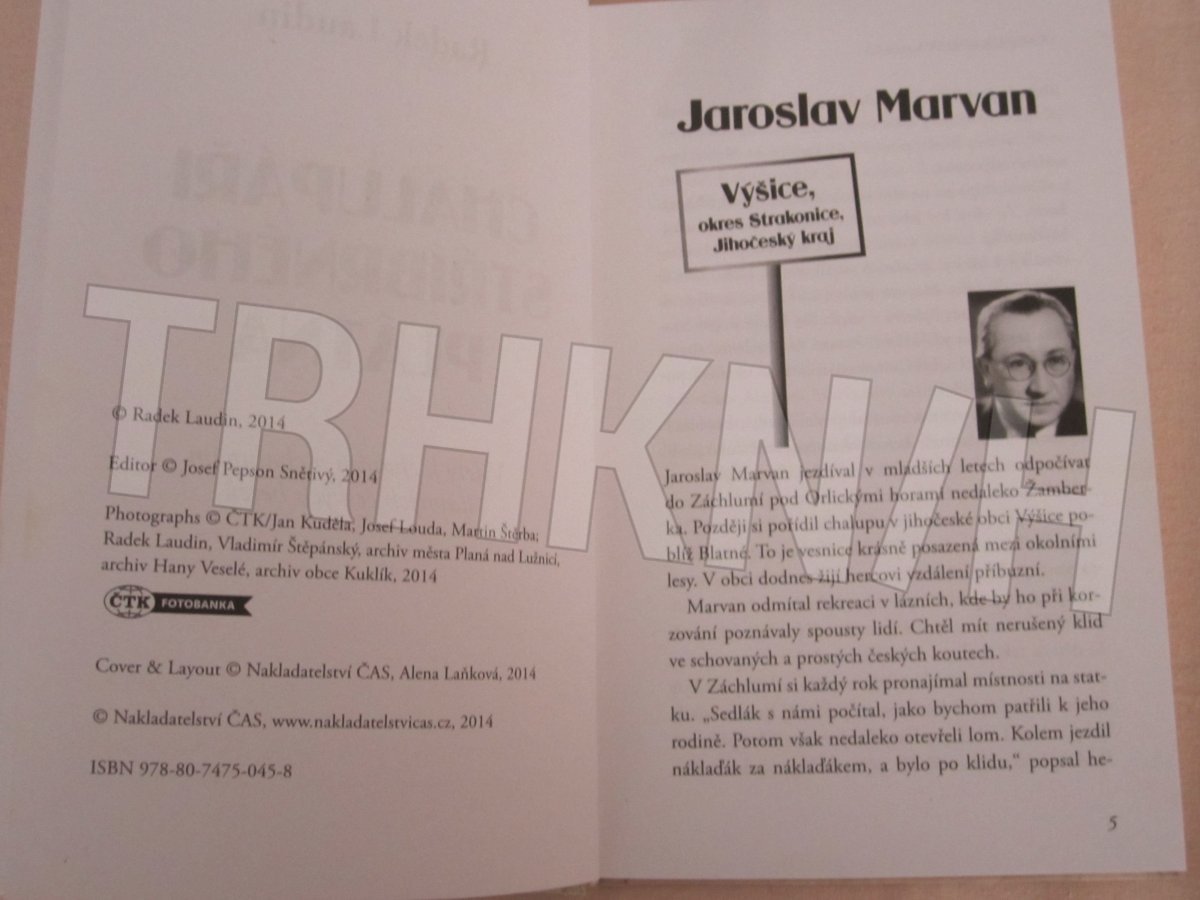 © Radek Laudin, 2014
Editor © Josef Pepson Snětivý, 2014
Photographs © ČTK/Jan Kuděla, Josef Louda, Martin Štěrba;
Radek Laudin, Vladimír Štěpánský, archiv města Planá nad Lužnicí,
archiv Hany Veselé, archiv obce Kuklík, 2014
ČTK FOTOBANKA
Cover & Layout © Nakladatelství ČAS, Alena Laňková, 2014
© Nakladatelství ČAS, www.nakladatelstvicas.cz, 2014
ISBN 978-80-7475-045-8
Jaroslav Marvan
Výšice,
okres Strakonice,
Jihočeský kraj
Jaroslav Marvan jezdíval v mladších letech odpočívat
do Záchlumí pod Orlickými horami nedaleko Žamber-
ka. Později si pořídil chalupu v jihočeské obci Výšice po-
blíž Blatné. To je vesnice krásně posazená mezi okolními
lesy. V obci dodnes žijí hercovi vzdálení příbuzní.
Marvan odmítal rekreaci v lázních, kde by ho při kor-
zování poznávaly spousty lidí. Chtěl mít nerušený klid
ve schovaných a prostých českých koutech.
V Záchlumí si každý rok pronajímal místnosti na stat-
ku. „Sedlák s námi počítal, jako bychom patřili k jeho
rodině. Potom však nedaleko otevřeli lom. Kolem jezdil
náklaďák za náklaďákem, a bylo po klidu,“ popsal he-
5